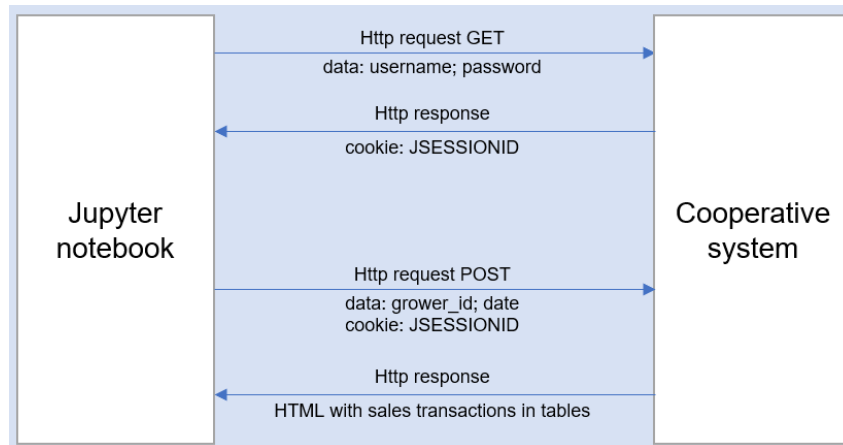 Http request GET
data: username; password
Http response
cookie: JSESSIONID
Jupyter
notebook
Cooperative
system
Http request POST
data: grower_id; date
cookie: JSESSIONID
Http response
HTML with sales transactions in tables